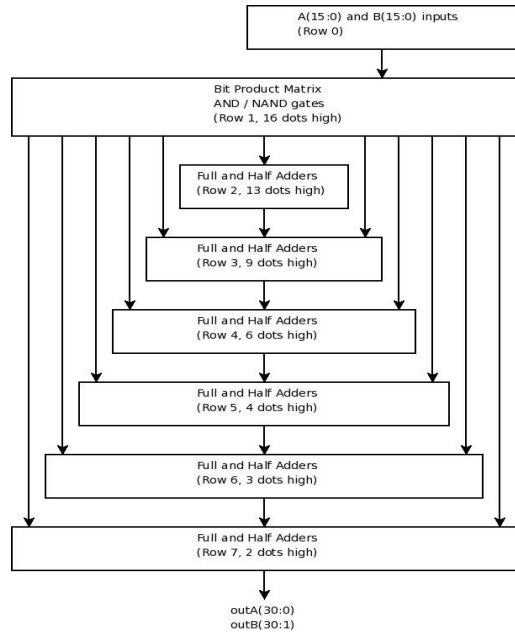 A(15:0) and B(15:0) inputs
(Row 0)
Bit Product Matrix
AND / NAND gates
(Row 1, 16 dots high)
Full and Half Adders
(Row 2, 13 dots high)
Full and Half Adders
(Row 3, 9 dots high)
Full and Half Adders
(Row 4, 6 dots high)
Full and Half Adders
(Row 5, 4 dots high)
Full and Half Adders
(Row 6, 3 dots high)
Full and Half Adders
(Row 7, 2 dots high)
outA(30:0)
outB(30:1)